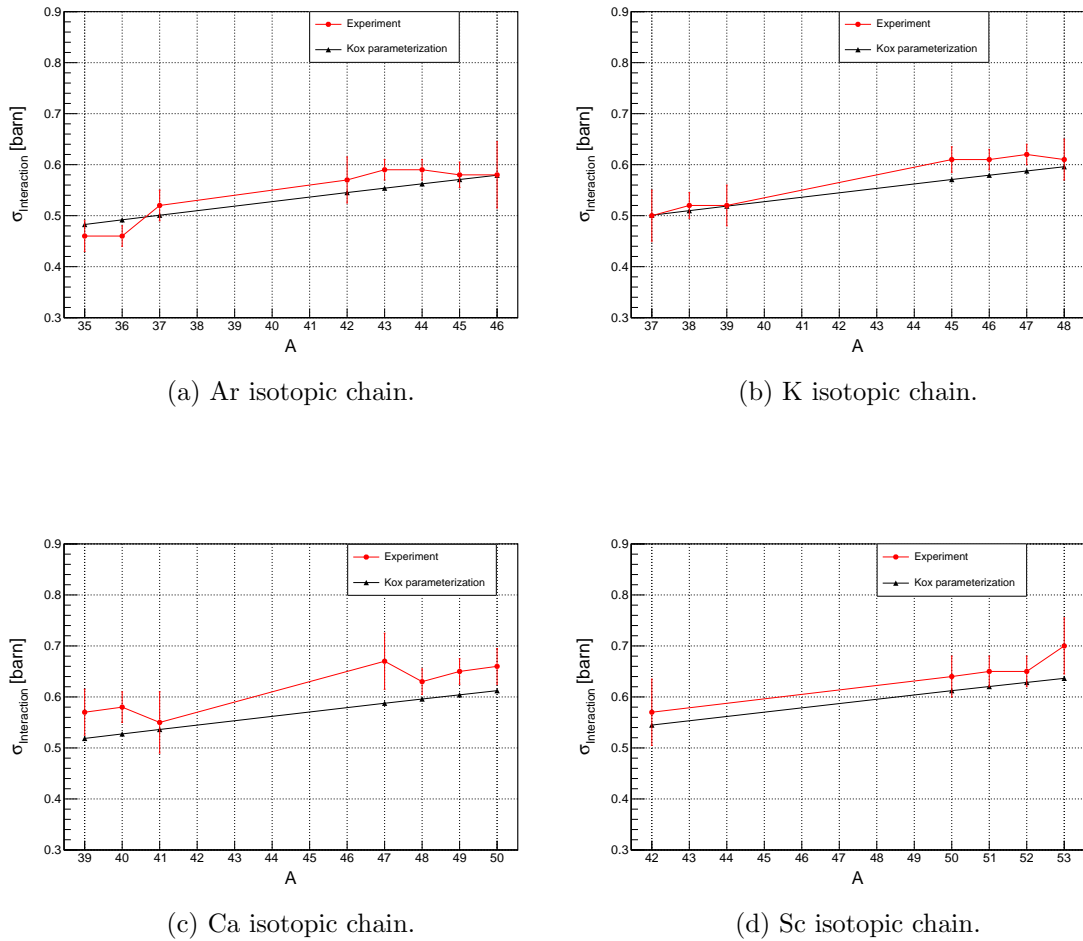 0.9
0.8
0.7
0.6
0.5
0.4
0.3
σInteraction [barn]
Experiment
Kox parameterization
35 36 37 38 39 40 41 42 43 44 45 46
A
(a) Ar isotopic chain.
0.9
0.8
0.7
0.6
0.5
0.4
0.3
σInteraction [barn]
Experiment
Kox parameterization
37 38 39 40 41 42 43 44 45 46 47 48
A
(b) K isotopic chain.
0.9
0.8
0.7
0.6
0.5
0.4
0.3
σInteraction [barn]
Experiment
Kox parameterization
39 40 41 42 43 44 45 46 47 48 49 50
A
(c) Ca isotopic chain.
0.9
0.8
0.7
0.6
0.5
0.4
0.3
σInteraction [barn]
Experiment
Kox parameterization
42 43 44 45 46 47 48 49 50 51 52 53
A
(d) Sc isotopic chain.